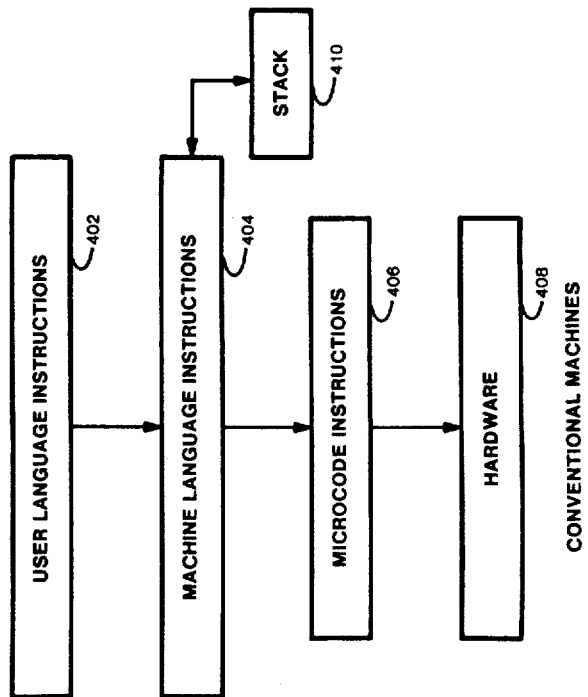 USER LANGUAGE INSTRUCTIONS
402
MACHINE LANGUAGE INSTRUCTIONS
404
STACK
410
MICROCODE INSTRUCTIONS
406
HARDWARE
408
CONVENTIONAL MACHINES